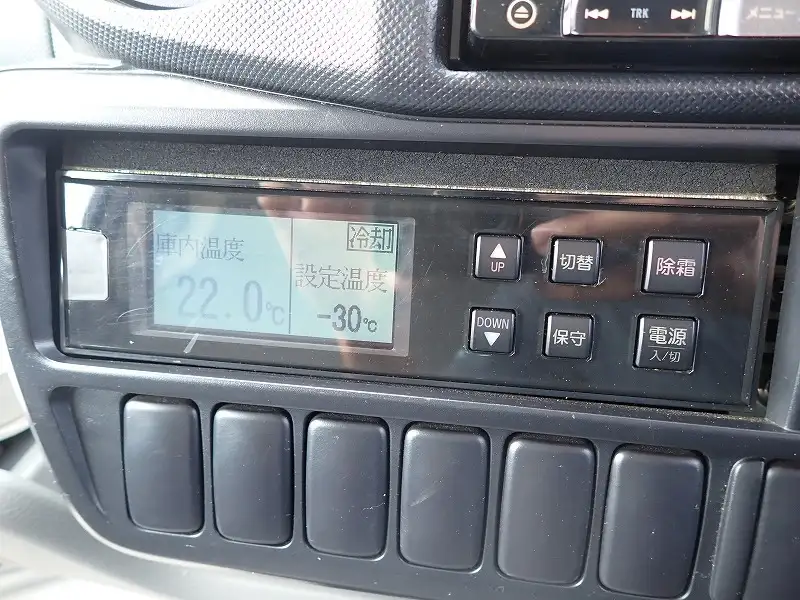 TRK
メニュー
庫内温度
22.0℃
冷却
設定温度
-30℃
UP
切替
除霜
DOWN
保守
電源
入/切